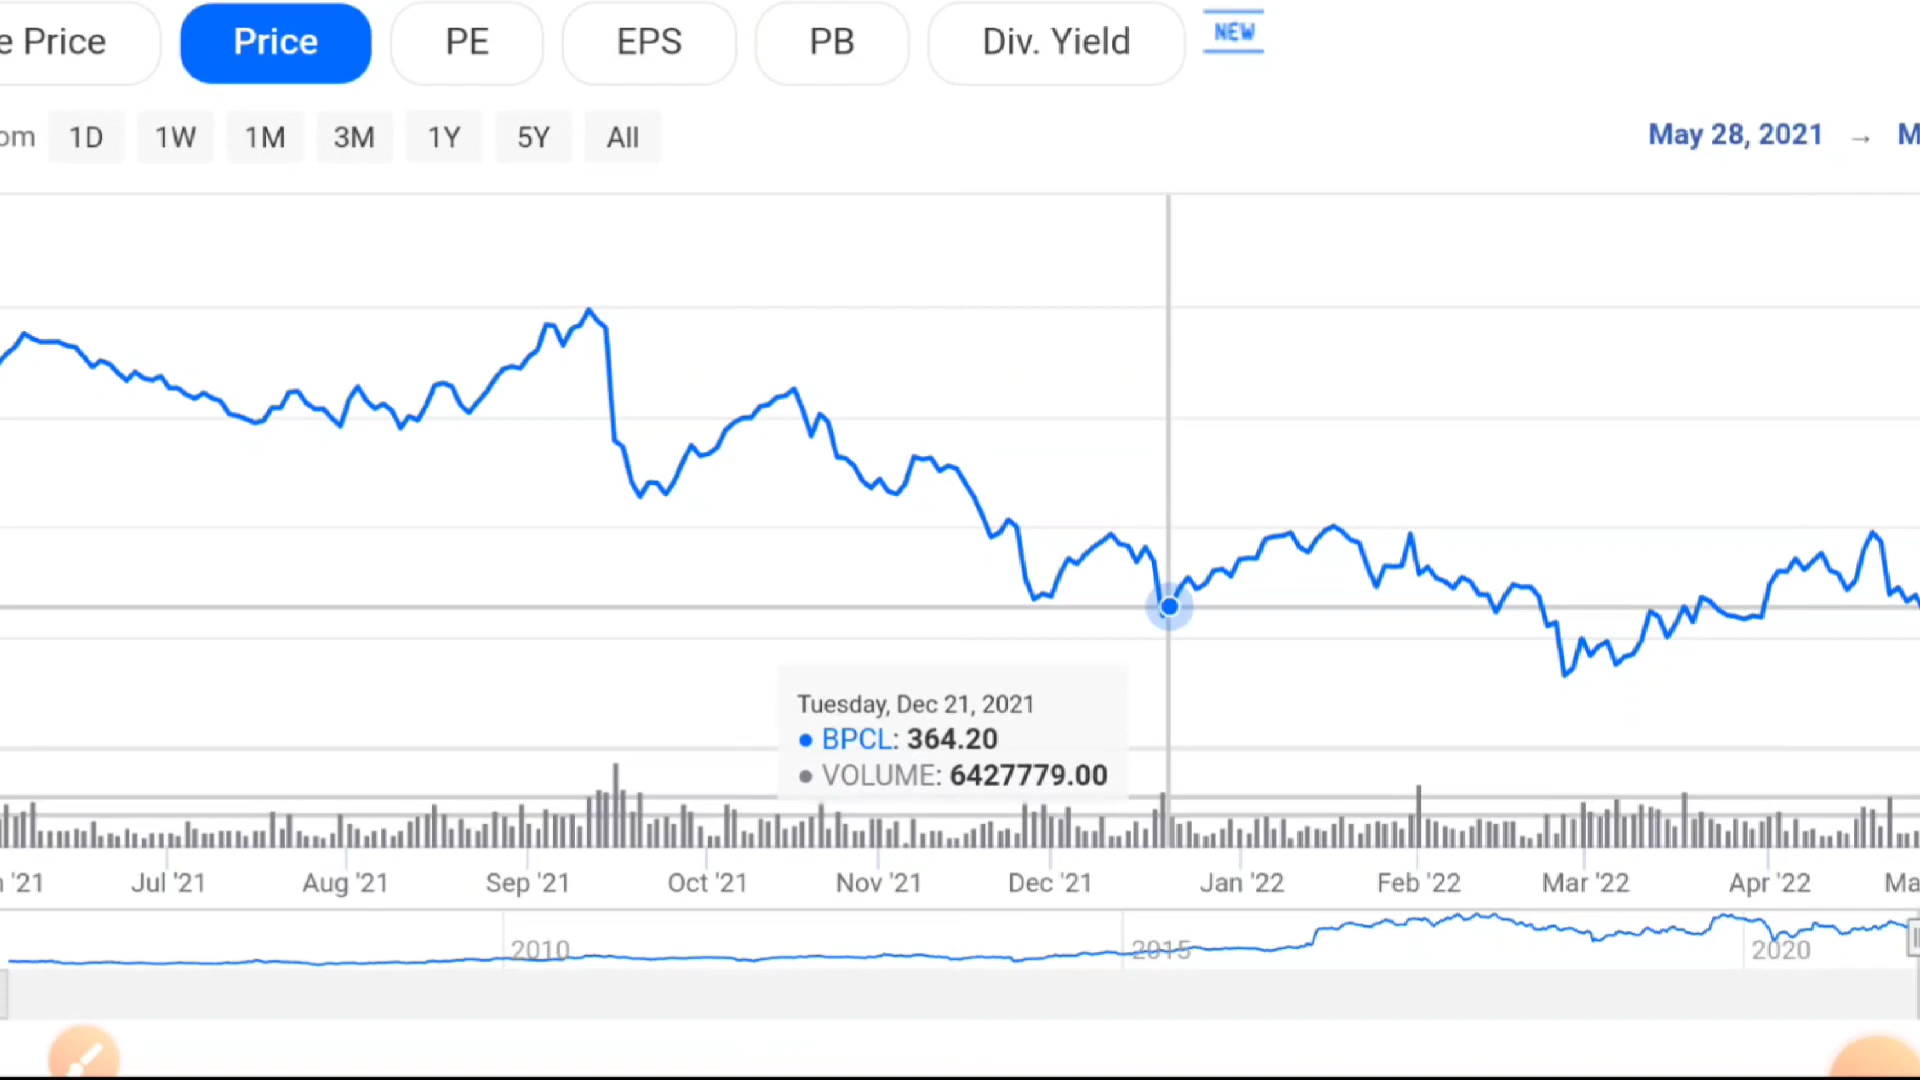 e Price
Price
PE
EPS
PB
Div. Yield
NEW
om
1D
1W
1M
3M
1Y
5Y
All
May 28, 2021 → M
Tuesday, Dec 21, 2021
BPCL: 364.20
VOLUME: 6427779.00
n '21
Jul '21
Aug '21
Sep '21
Oct '21
Nov '21
Dec '21
Jan '22
Feb '22
Mar '22
Apr '22
Ma
2010
2015
2020